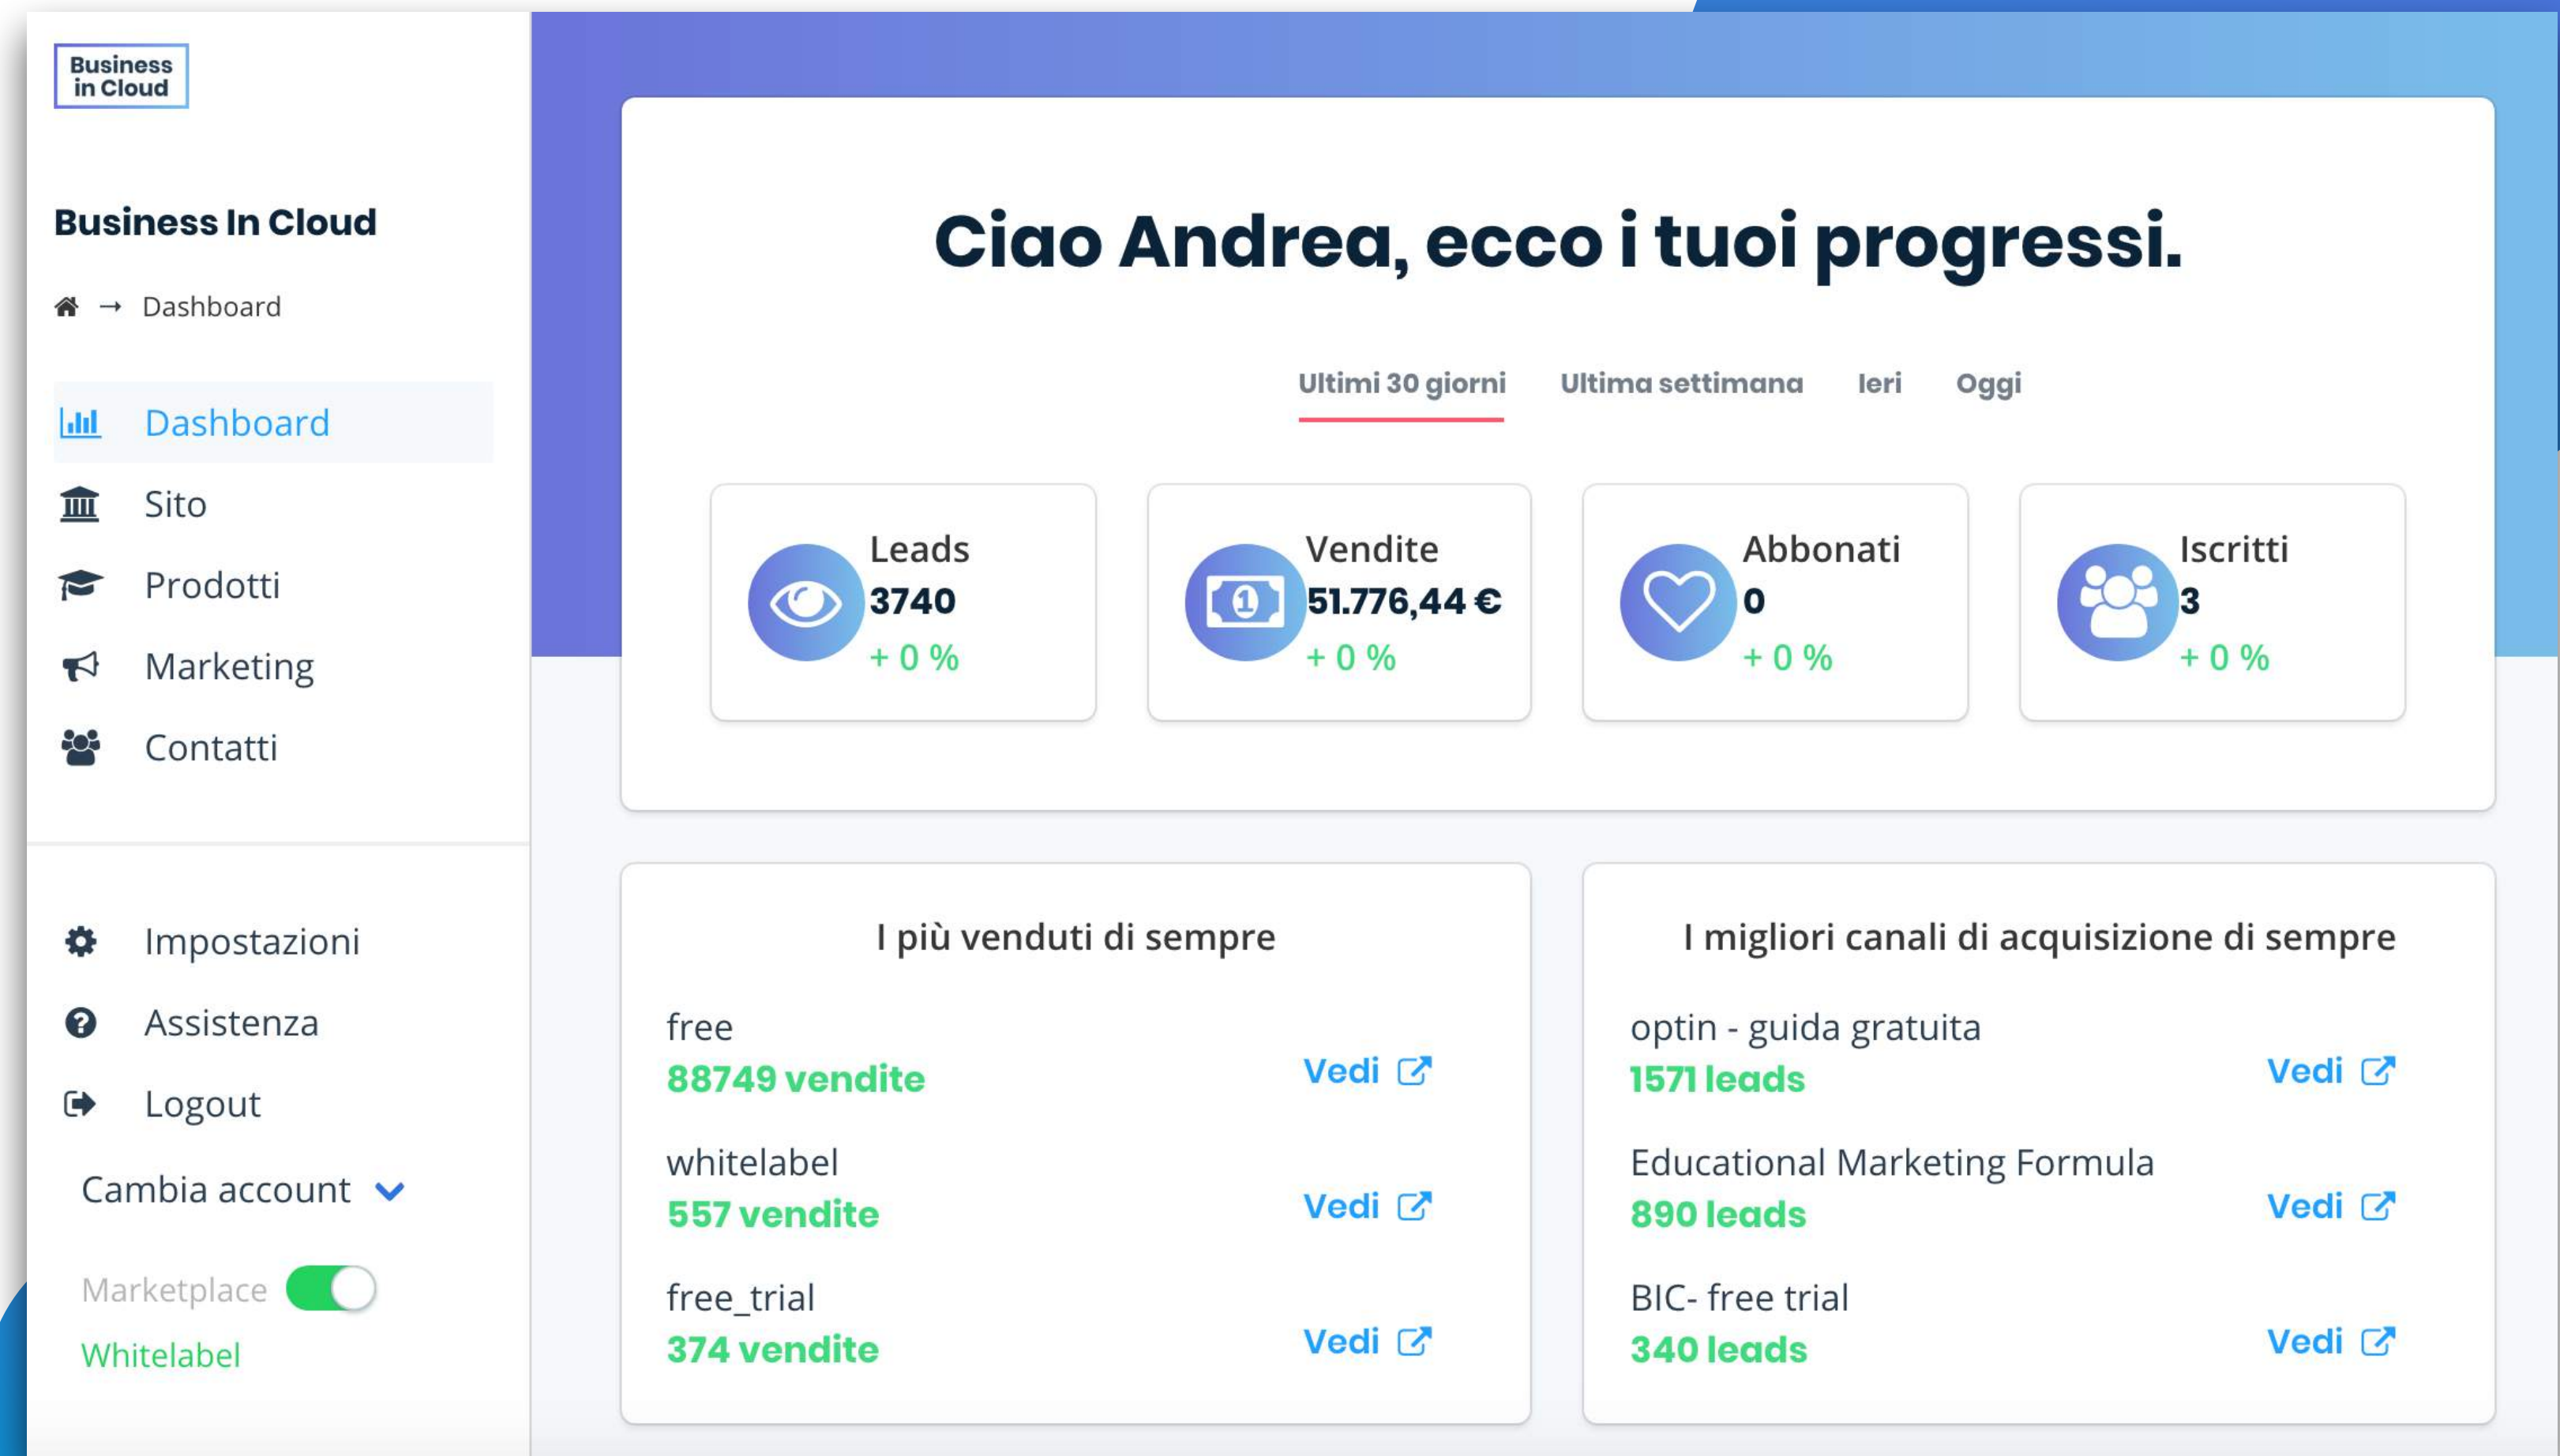 Business
in Cloud
Business In Cloud
→ Dashboard
Dashboard
Sito
Prodotti
Marketing
Contatti
Impostazioni
Assistenza
Logout
Cambia account
Marketplace
Whitelabel
Ciao Andrea, ecco i tuoi progressi.
Ultimi 30 giorni Ultima settimana Ieri Oggi
Leads
3740
+ 0 %
1
Vendite
51.776,44 €
+ 0 %
Abbonati
0
+ 0 %
Iscritti
3
+ 0 %
I più venduti di sempre
free
88749 vendite
Vedi
whitelabel
557 vendite
Vedi
free_trial
374 vendite
Vedi
I migliori canali di acquisizione di sempre
optin - guida gratuita
1571 leads
Vedi
Educational Marketing Formula
890 leads
Vedi
BIC- free trial
340 leads
Vedi